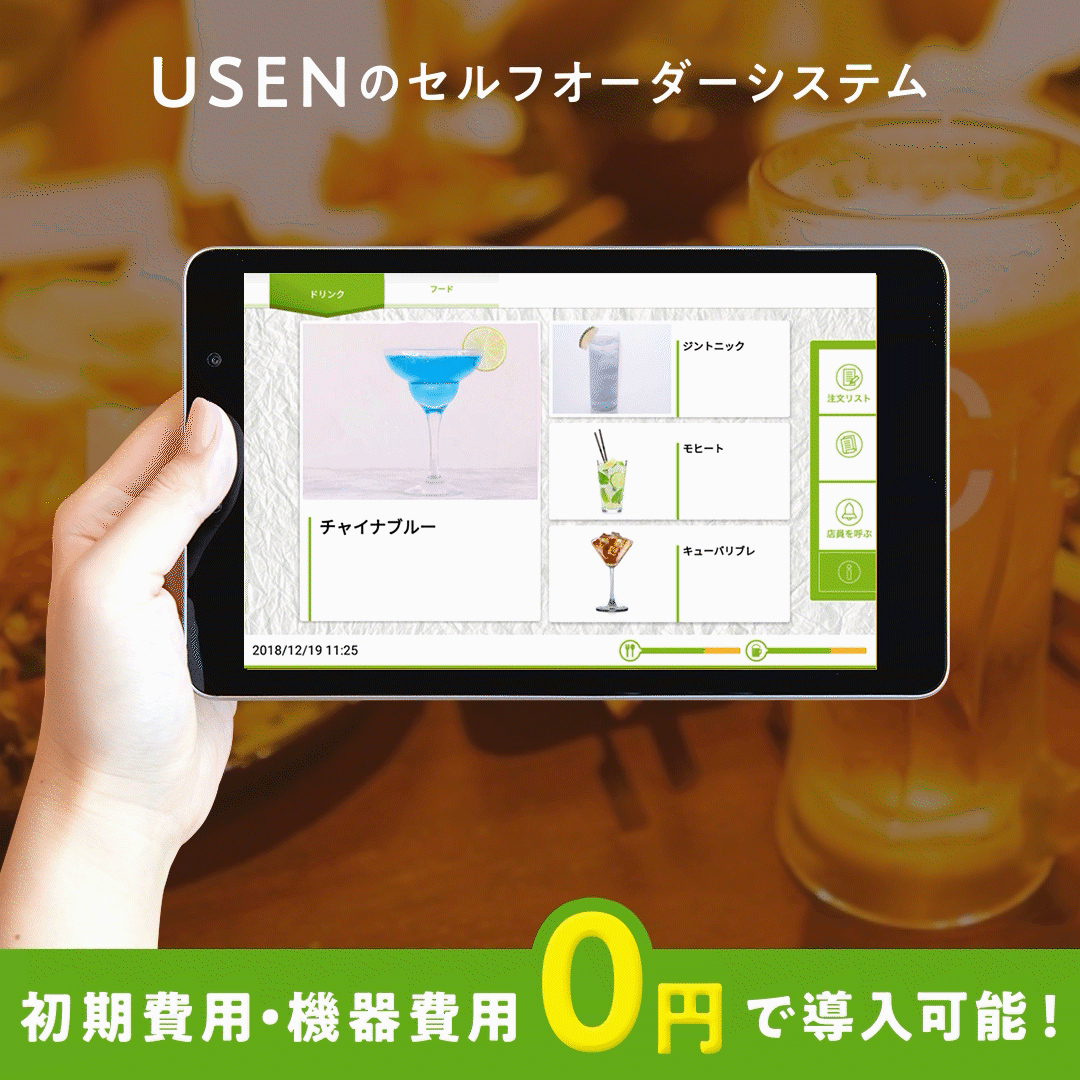 USENのセルフオーダーシステム
ドリンク
フード
チャイナブルー
ジントニック
モヒート
キューバリブレ
注文リスト
店員を呼ぶ
2018/12/19 11:25
初期費用・機器費用0円で導入可能！